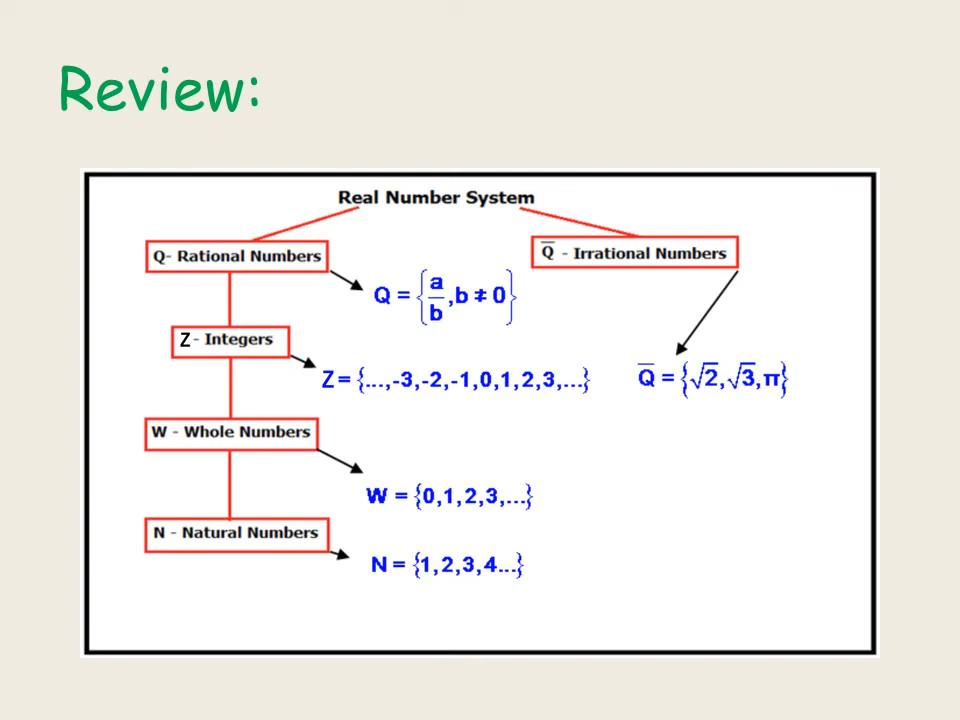 Review:
Real Number System
Q- Rational Numbers
Q̅ - Irrational Numbers
Q = {a/b, b ≠ 0}
Z - Integers
Z = {...,-3,-2,-1,0,1,2,3,...}
Q̅ = {√2,√3,π}
W - Whole Numbers
W = {0,1,2,3,...}
N - Natural Numbers
N = {1,2,3,4...}